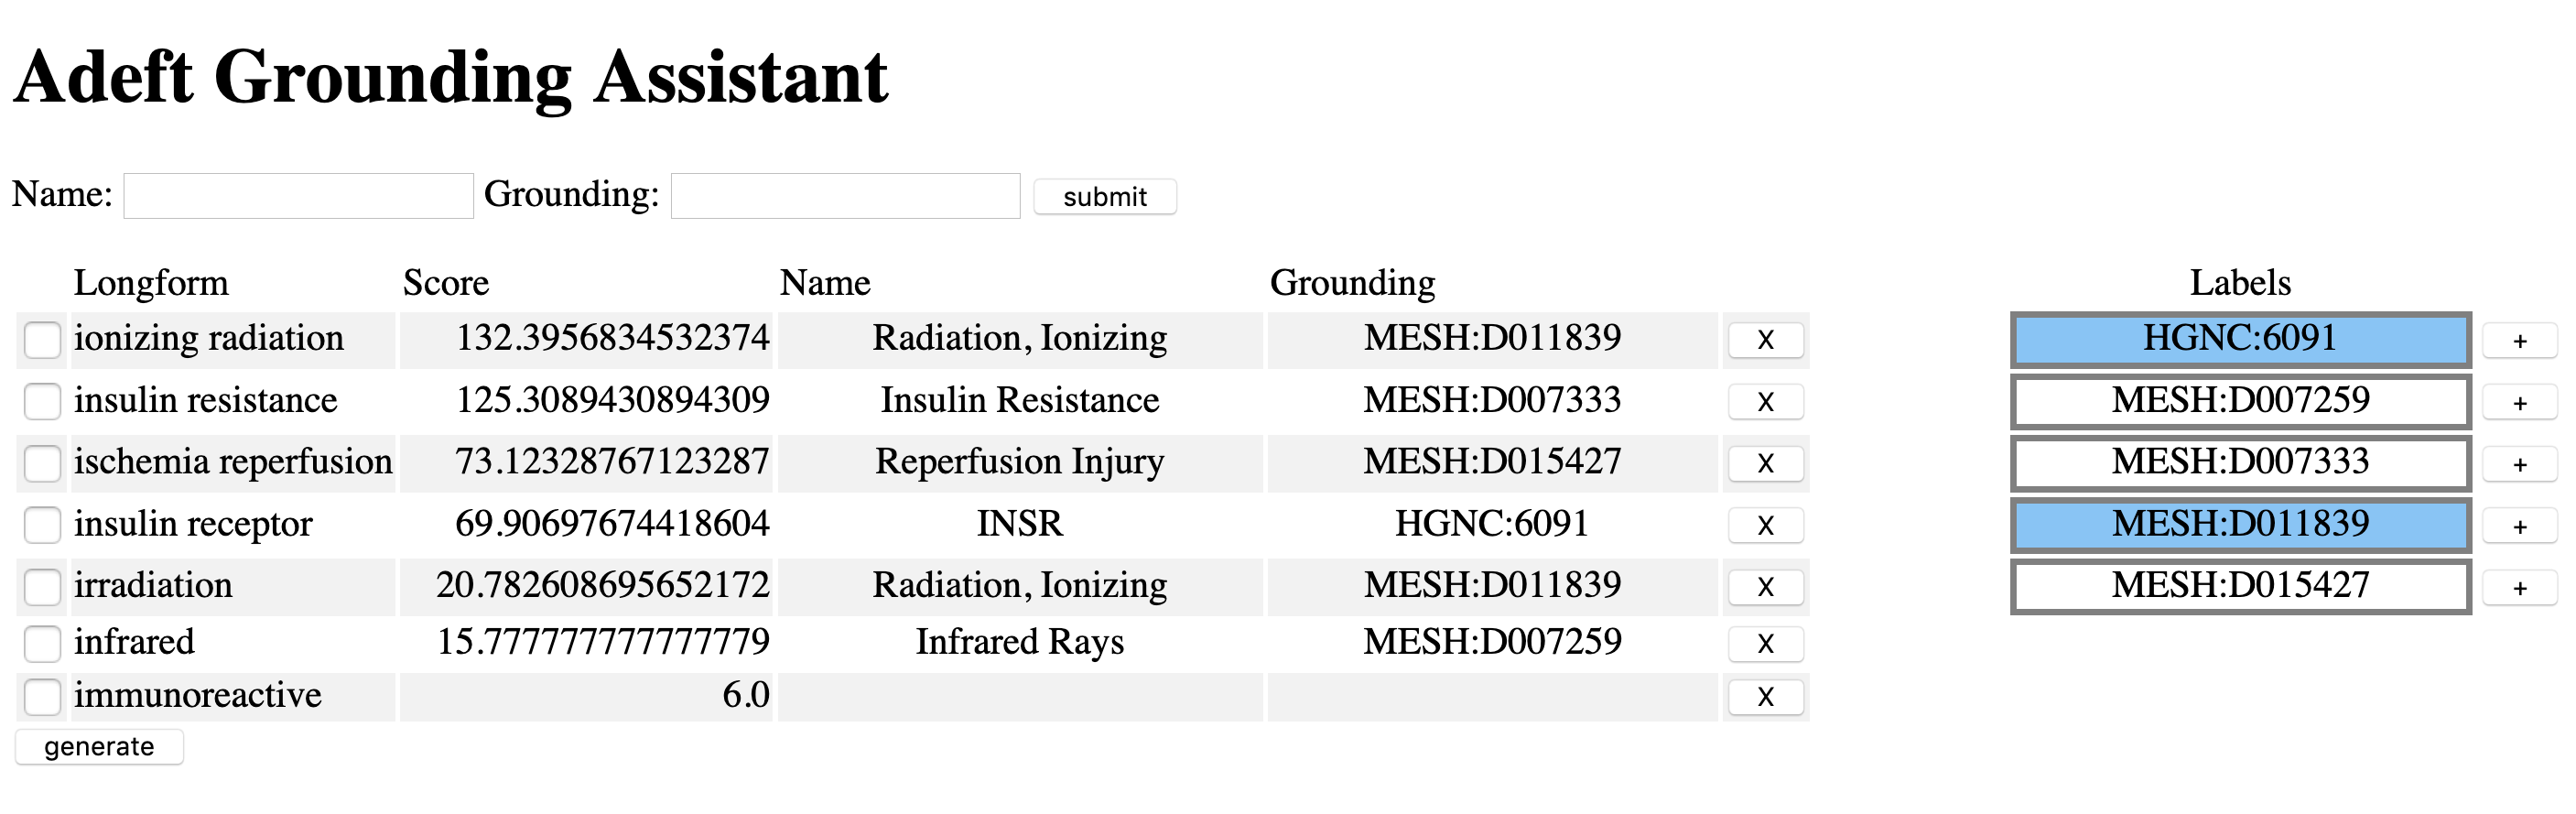 Adeft Grounding Assistant
Name: Grounding: submit
Longform Score Name Grounding Labels
ionizing radiation 132.3956834532374 Radiation, Ionizing MESH:D011839 X HGNC:6091 +
insulin resistance 125.3089430894309 Insulin Resistance MESH:D007333 X MESH:D007259 +
ischemia reperfusion 73.12328767123287 Reperfusion Injury MESH:D015427 X MESH:D007333 +
insulin receptor 69.90697674418604 INSR HGNC:6091 X MESH:D011839 +
irradiation 20.782608695652172 Radiation, Ionizing MESH:D011839 X MESH:D015427 +
infrared 15.777777777777779 Infrared Rays MESH:D007259 X
immunoreactive 6.0 X
generate